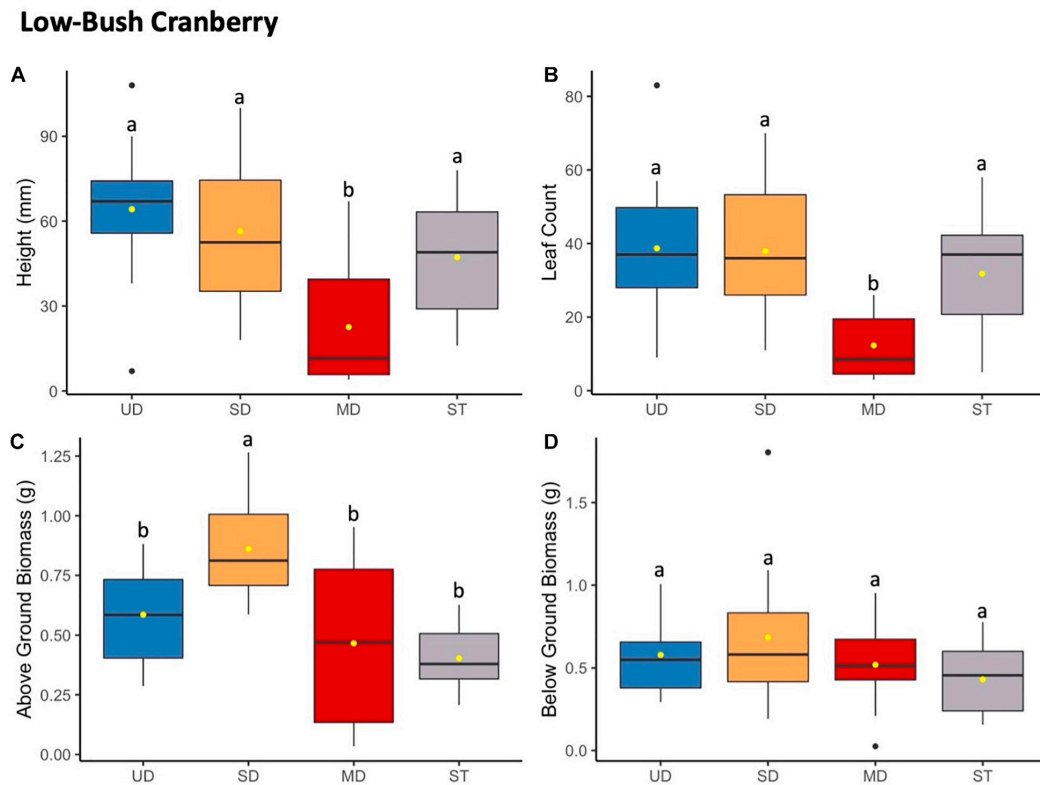 Low-Bush Cranberry
A
Height (mm)
90
60
30
0
a
a
b
a
UD SD MD ST
B
Leaf Count
80
60
40
20
0
a
a
b
a
UD SD MD ST
C
Above Ground Biomass (g)
1.25
1.00
0.75
0.50
0.25
0.00
b
a
b
b
UD SD MD ST
D
Below Ground Biomass (g)
1.5
1.0
0.5
0.0
a
a
a
a
UD SD MD ST